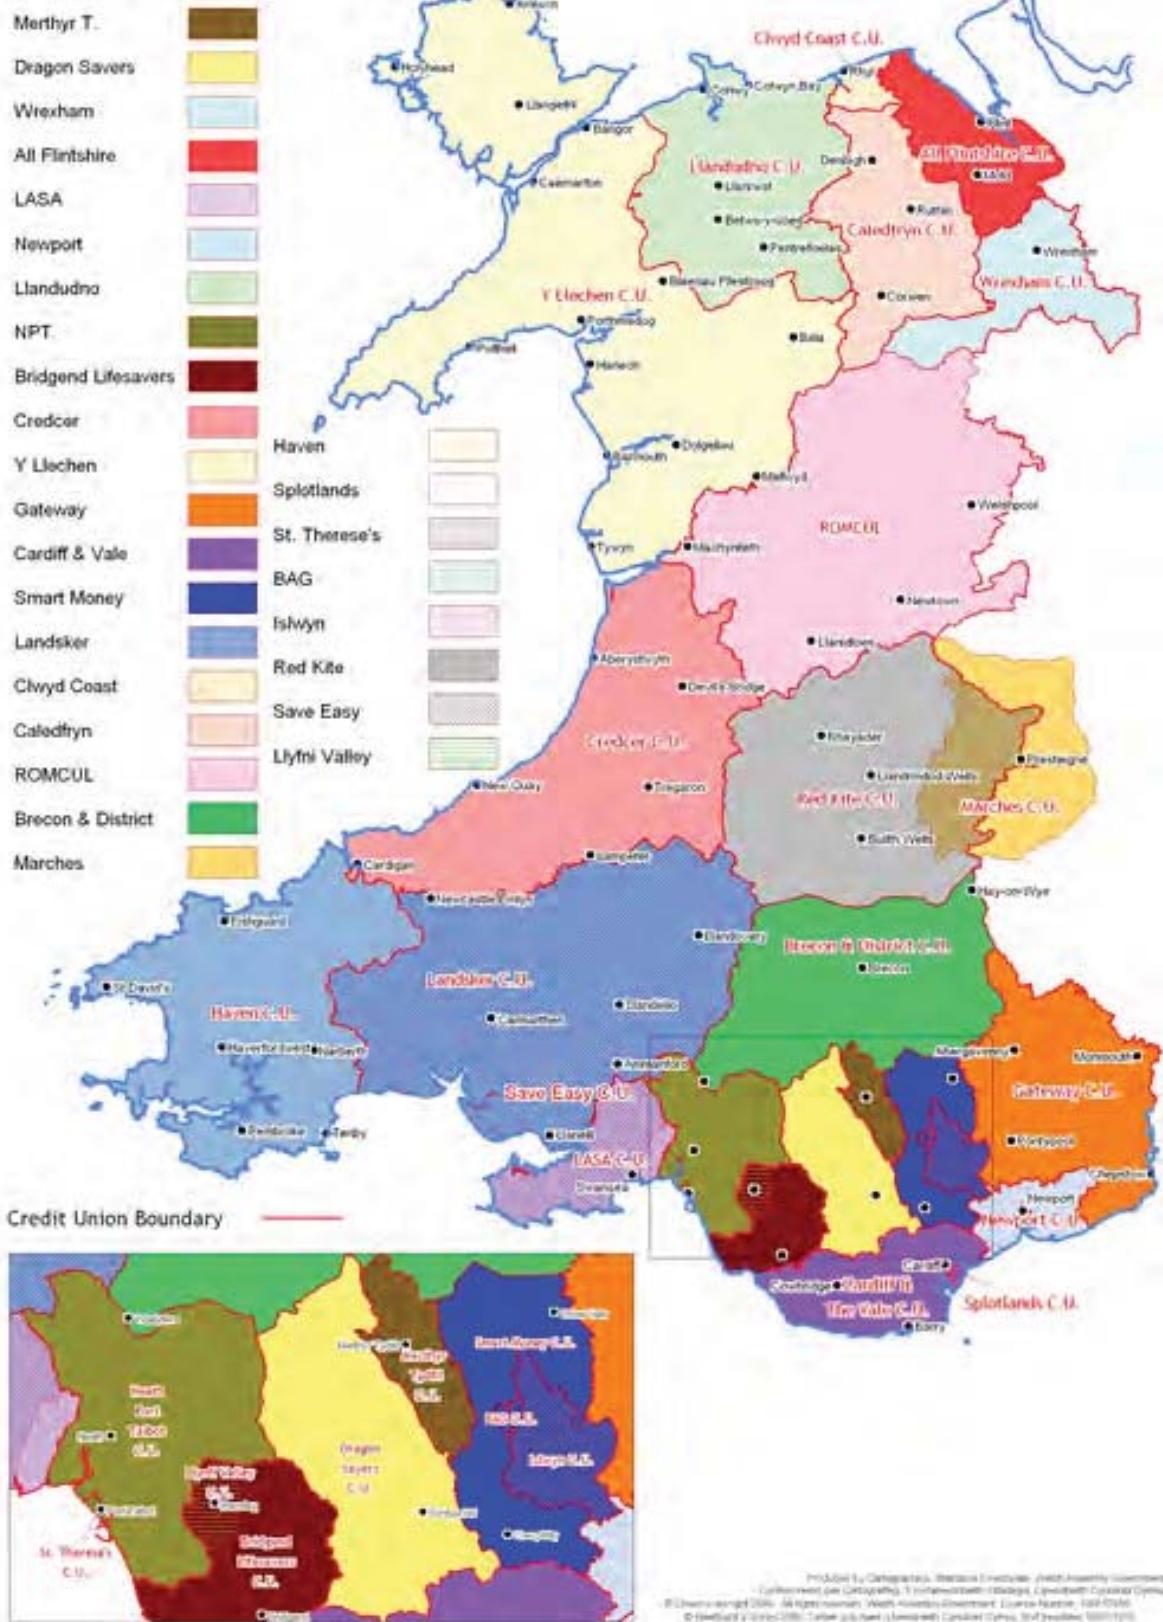 Merthyr T.
Dragon Savers
Wrexham
All Flintshire
LASA
Newport
Llandudno
NPT
Bridgend Lifesavers
Credcer
Y Llechen
Gateway
Cardiff & Vale
Smart Money
Landsker
Clwyd Coast
Caledfryn
ROMCUL
Brecon & District
Marches
Haven
Splotlands
St. Therese's
BAG
Islwyn
Red Kite
Save Easy
Llyfni Valley
Holyhead
Llangefni
Bangor
Caernarfon
Clwyd Coast C.U.
Conwy
Colwyn Bay
Rhyl
Llandudno C.U.
Llanrwst
Betws-y-coed
Pentrefoelas
Blaenau Ffestiniog
Denbigh
Ruthin
Caledfryn C.U.
Corwen
All Flintshire C.U.
Mold
Wrexham
Wrexham C.U.
Y Llechen C.U.
Porthmadog
Pwllheli
Harlech
Bala
Dolgellau
Barmouth
Mallwyd
Tywyn
Machynlleth
ROMCUL
Welshpool
Newtown
Llanidloes
Aberystwyth
Devil's Bridge
Credcer C.U.
New Quay
Tregaron
Lampeter
Cardigan
Newcastle Emlyn
Rhayader
Llandrindod Wells
Red Kite C.U.
Builth Wells
Presteigne
Marches C.U.
Hay-on-Wye
Fishguard
St David's
Haven C.U.
Haverfordwest
Narberth
Pembroke
Tenby
Llandovery
Landsker C.U.
Carmarthen
Llandeilo
Ammanford
Save Easy C.U.
Llanelli
LASA C.U.
Swansea
Brecon & District C.U.
Brecon
Abergavenny
Monmouth
Gateway C.U.
Pontypool
Chepstow
Newport
Newport C.U.
Cardiff
Cowbridge
Cardiff &
The Vale C.U.
Barry
Splotlands C.U.
Credit Union Boundary
Neath
Port
Talbot
C.U.
Neath
St. Therese's
C.U.
Llynfi Valley
C.U.
Bridgend
Lifesavers
C.U.
Dragon
Savers
C.U.
Merthyr
Tydfil
C.U.
Smart Money C.U.
BAG C.U.
Islwyn C.U.